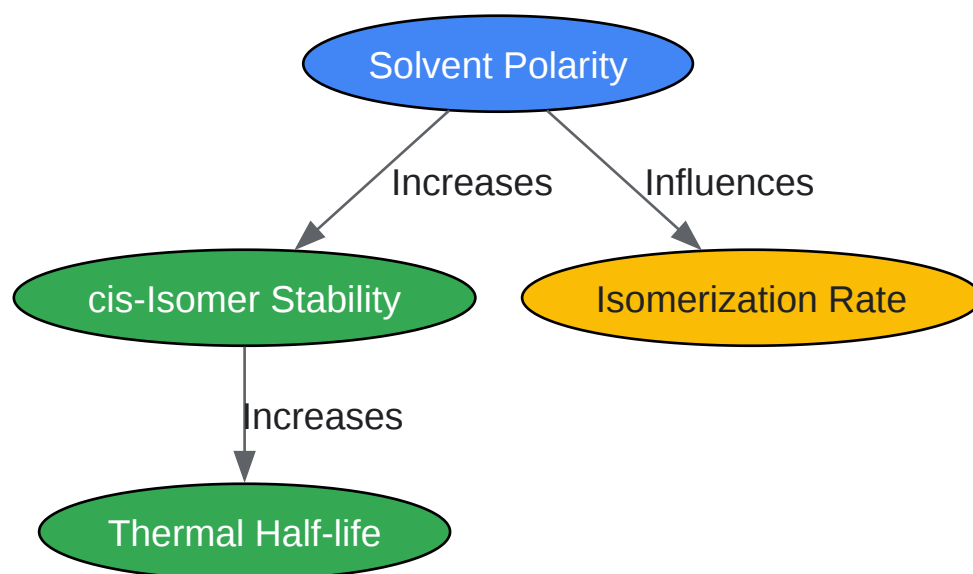 Solvent Polarity
Increases
Influences
cis-Isomer Stability
Isomerization Rate
Increases
Thermal Half-life